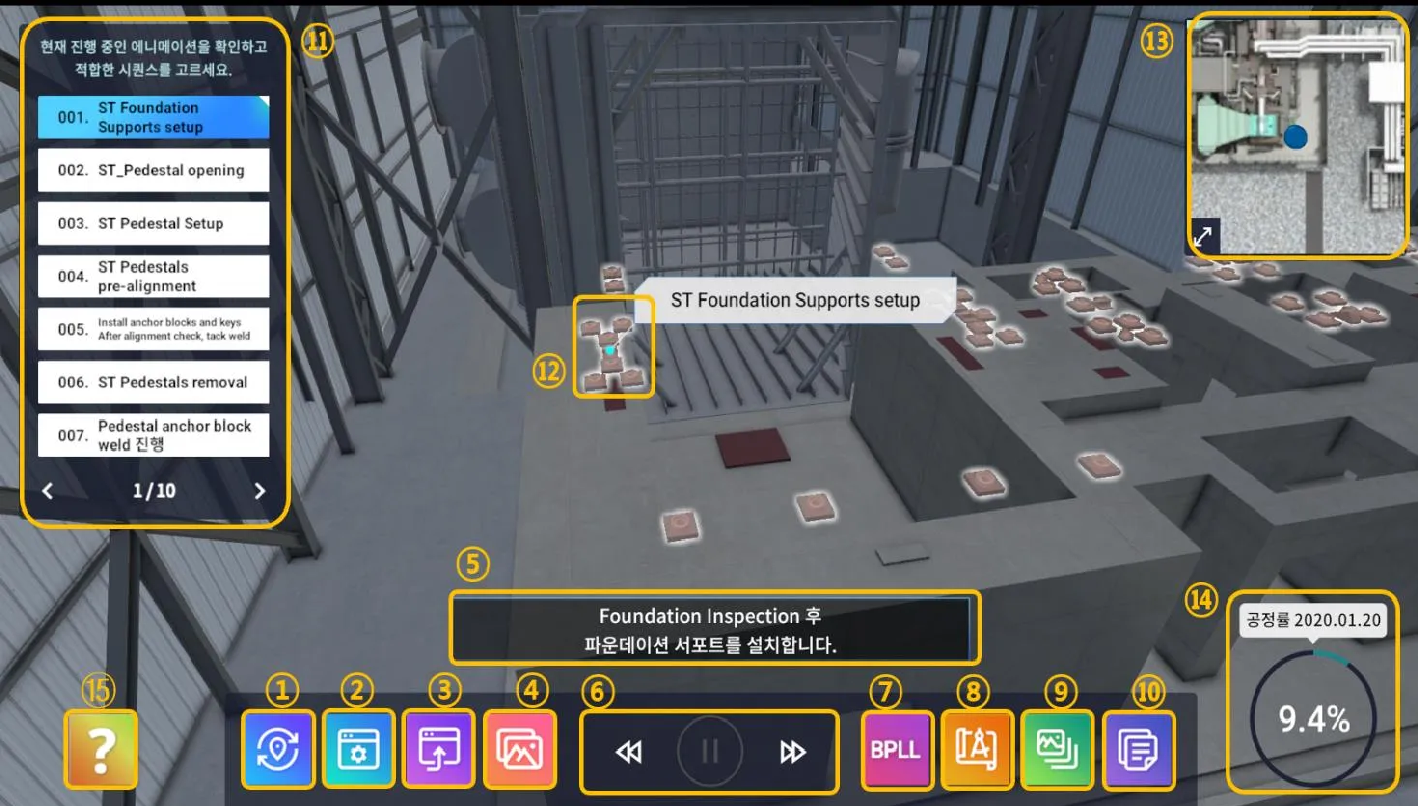 ⑪
현재 진행 중인 애니메이션을 확인하고
적합한 시퀀스를 고르세요.
001. ST Foundation
Supports setup
002. ST_Pedestal opening
003. ST Pedestal Setup
004. ST Pedestals
pre-alignment
005. Install anchor blocks and keys
After alignment check, tack weld
006. ST Pedestals removal
007. Pedestal anchor block
weld 진행
1 / 10
⑬
ST Foundation Supports setup
⑫
⑤
Foundation Inspection 후
파운데이션 서포트를 설치합니다.
⑭
공정률 2020.01.20
9.4%
⑮
?
①
②
③
④
⑥
⑦
BPLL
⑧
⑨
⑩